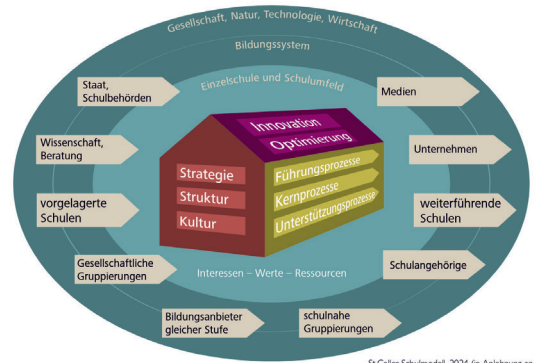 Gesellschaft, Natur, Technologie, Wirtschaft
Bildungssystem
Einzelschule und Schulumfeld
Staat,
Schulbehörden
Medien
Innovation
Optimierung
Wissenschaft,
Beratung
Unternehmen
Strategie
Struktur
Kultur
Führungsprozesse
Kernprozesse
Unterstützungsprozesse
vorgelagerte
Schulen
weiterführende
Schulen
Gesellschaftliche
Gruppierungen
Schulangehörige
Interessen – Werte – Ressourcen
Bildungsanbieter
gleicher Stufe
schulnahe
Gruppierungen
St.Galler Schulmodell, 2024 (in Anlehnung